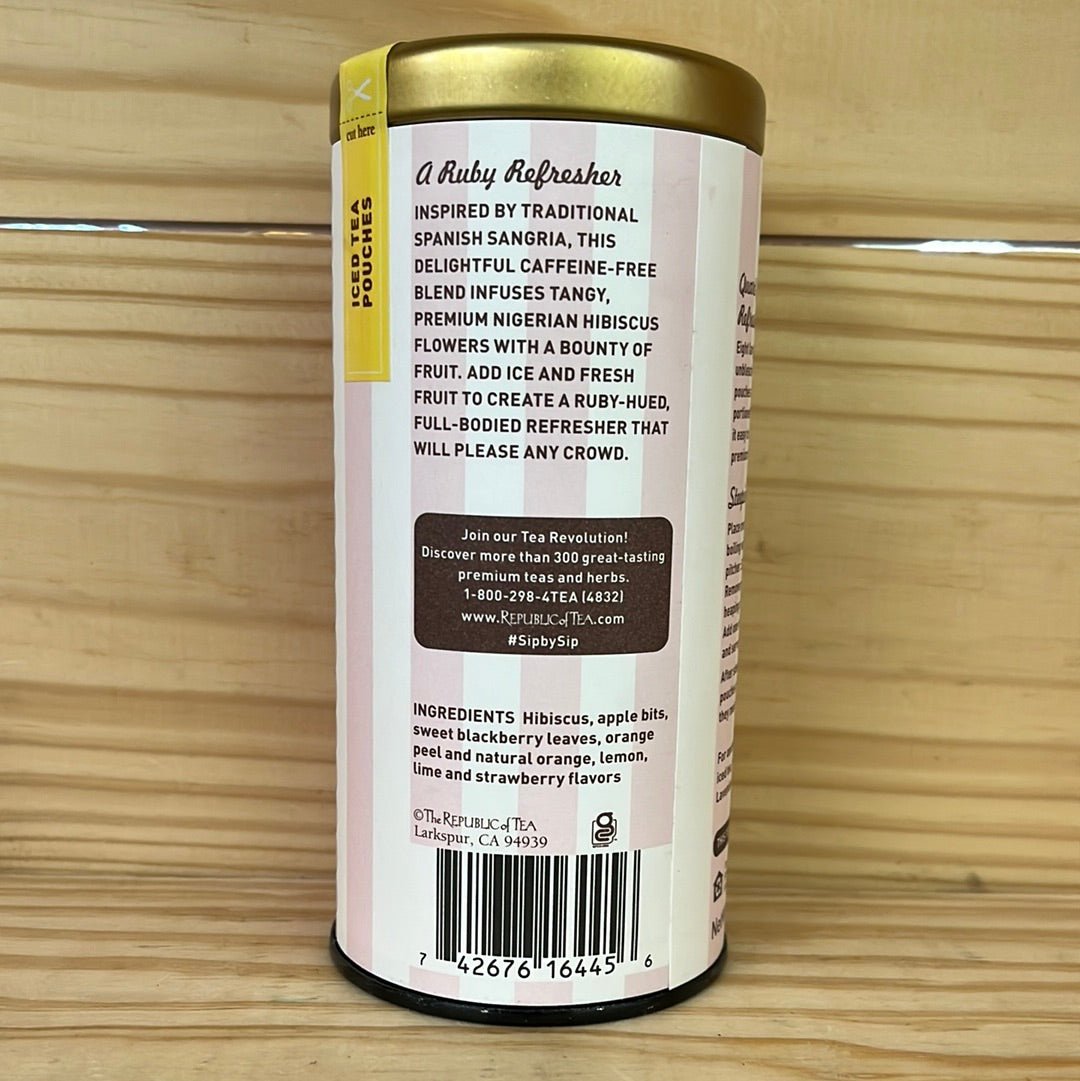 cut here
ICED TEA
POUCHES
A Ruby Refresher
INSPIRED BY TRADITIONAL
SPANISH SANGRIA, THIS
DELIGHTFUL CAFFEINE-FREE
BLEND INFUSES TANGY,
PREMIUM NIGERIAN HIBISCUS
FLOWERS WITH A BOUNTY OF
FRUIT. ADD ICE AND FRESH
FRUIT TO CREATE A RUBY-HUED,
FULL-BODIED REFRESHER THAT
WILL PLEASE ANY CROWD.
Join our Tea Revolution!
Discover more than 300 great-tasting
premium teas and herbs.
1-800-298-4TEA (4832)
www.REPUBLICofTEA.com
#SipbySip
INGREDIENTS Hibiscus, apple bits,
sweet blackberry leaves, orange
peel and natural orange, lemon,
lime and strawberry flavors
©The REPUBLIC of TEA
Larkspur, CA 94939
7 42676 16445 6